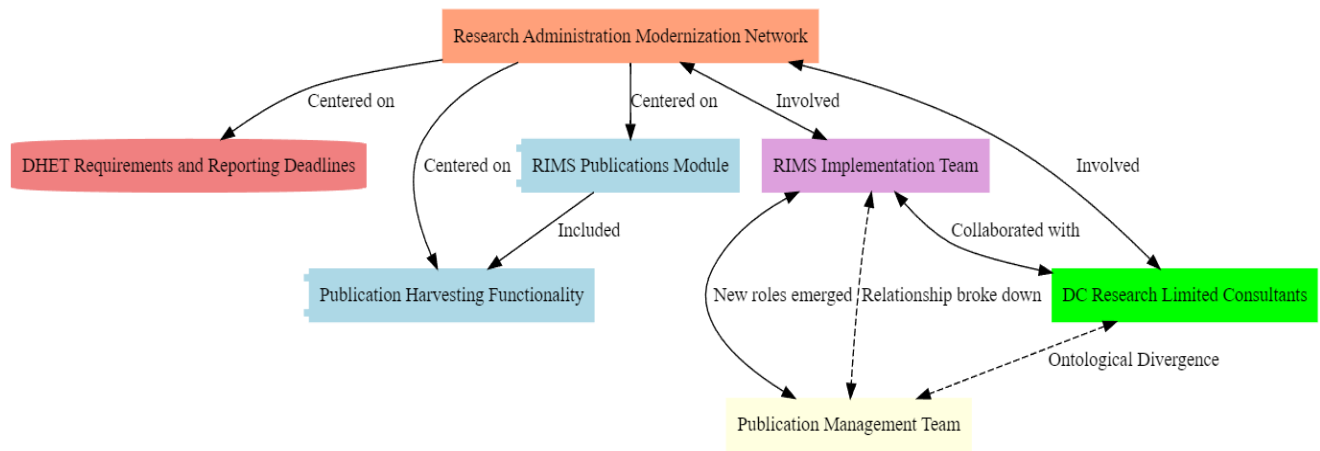 Research Administration Modernization Network
Centered on
Centered on
Involved
DHET Requirements and Reporting Deadlines
Centered on
RIMS Publications Module
RIMS Implementation Team
Involved
Included
Collaborated with
Publication Harvesting Functionality
New roles emerged
Relationship broke down
DC Research Limited Consultants
Ontological Divergence
Publication Management Team